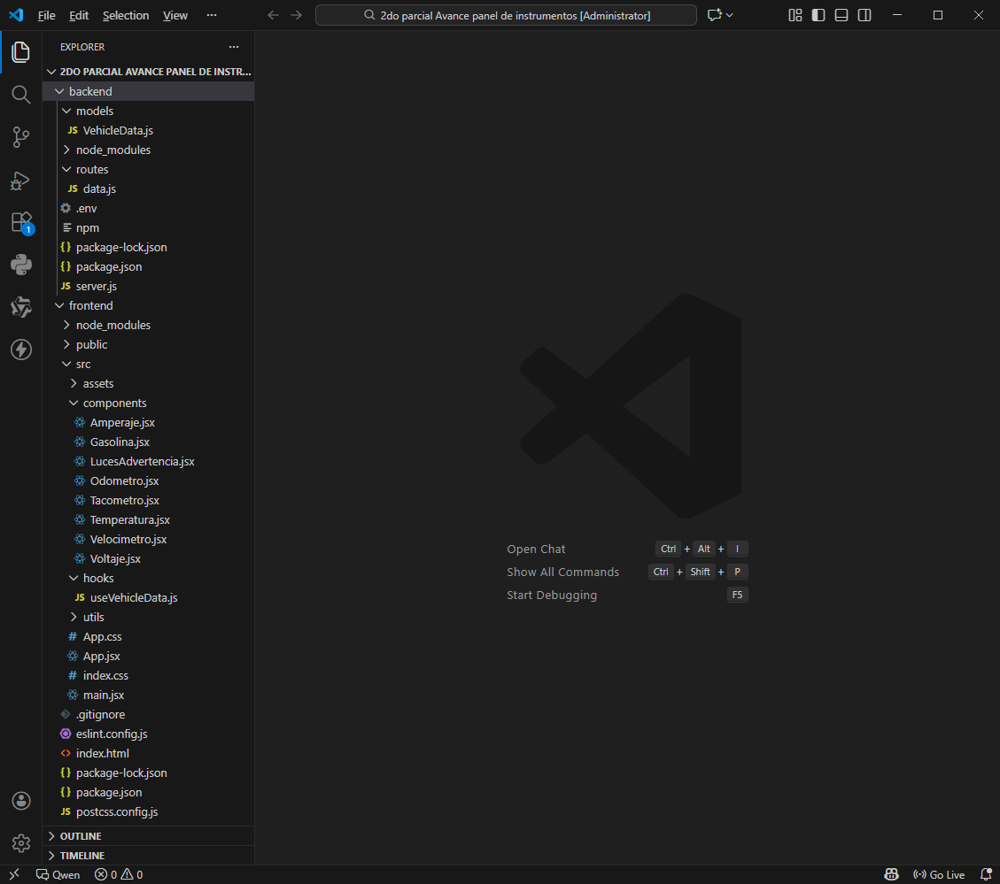 File Edit Selection View ··· 2do parcial Avance panel de instrumentos [Administrator]
EXPLORER ···
2DO PARCIAL AVANCE PANEL DE INSTR...
backend
models
JS VehicleData.js
node_modules
routes
JS data.js
.env
npm
{} package-lock.json
{} package.json
JS server.js
frontend
node_modules
public
src
assets
components
Amperaje.jsx
Gasolina.jsx
LucesAdvertencia.jsx
Odometro.jsx
Tacometro.jsx
Temperatura.jsx
Velocimetro.jsx
Voltaje.jsx
hooks
JS useVehicleData.js
utils
# App.css
App.jsx
# index.css
main.jsx
.gitignore
eslint.config.js
<> index.html
{} package-lock.json
{} package.json
JS postcss.config.js
OUTLINE
TIMELINE
1
Open Chat Ctrl + Alt + I
Show All Commands Ctrl + Shift + P
Start Debugging F5
Qwen 0 0 Go Live